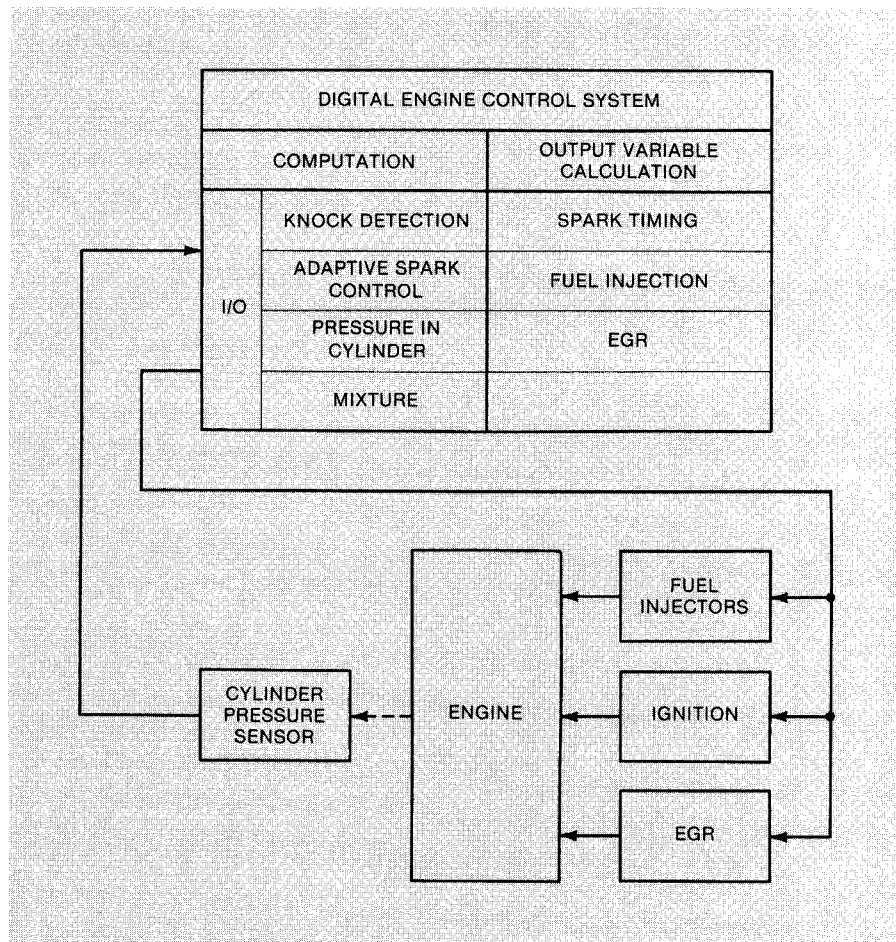 DIGITAL ENGINE CONTROL SYSTEM
COMPUTATION
OUTPUT VARIABLE
CALCULATION
I/O
KNOCK DETECTION
SPARK TIMING
ADAPTIVE SPARK
CONTROL
FUEL INJECTION
PRESSURE IN
CYLINDER
EGR
MIXTURE
FUEL
INJECTORS
CYLINDER
PRESSURE
SENSOR
ENGINE
IGNITION
EGR